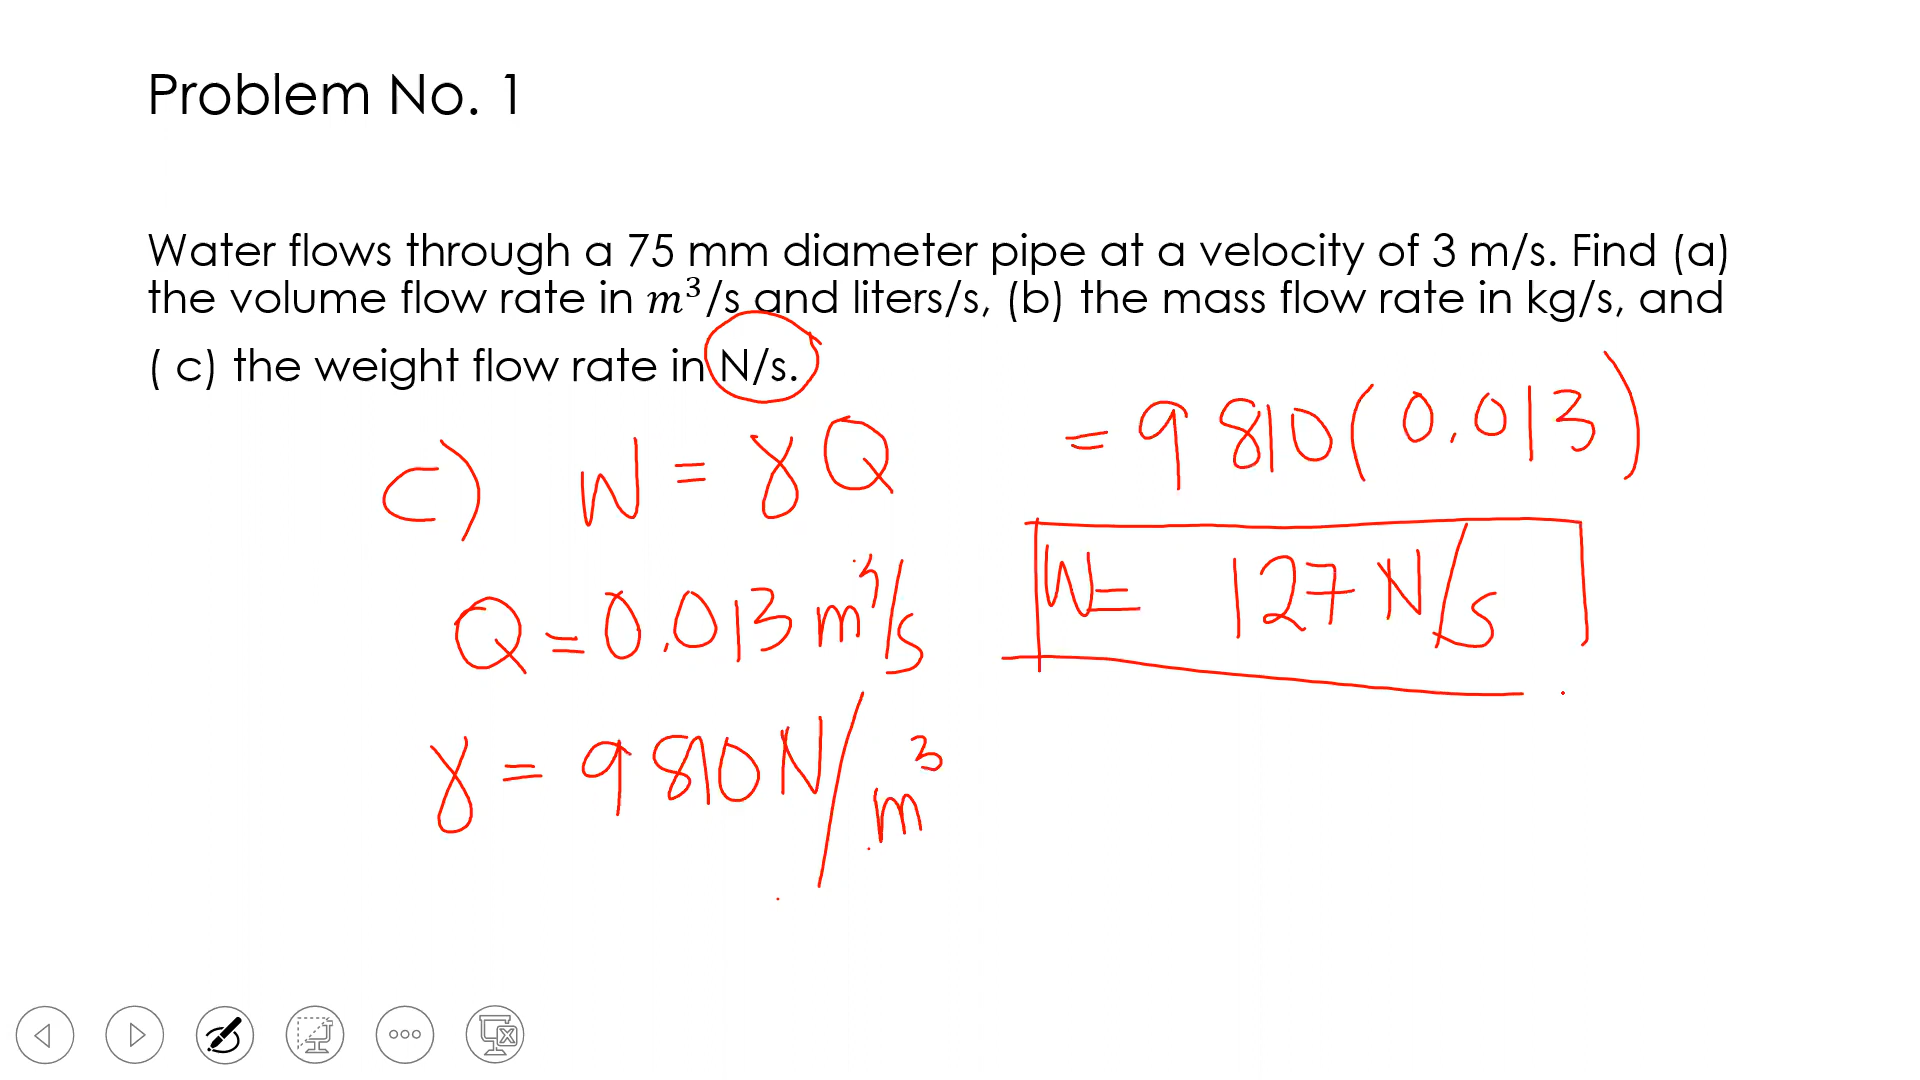 Problem No. 1
Water flows through a 75 mm diameter pipe at a velocity of 3 m/s. Find (a)
the volume flow rate in m³/s and liters/s, (b) the mass flow rate in kg/s, and
( c) the weight flow rate in N/s.
c) W = γQ
Q = 0.013 m³/s
γ = 9810 N/m³
= 9810(0.013)
W= 127 N/s